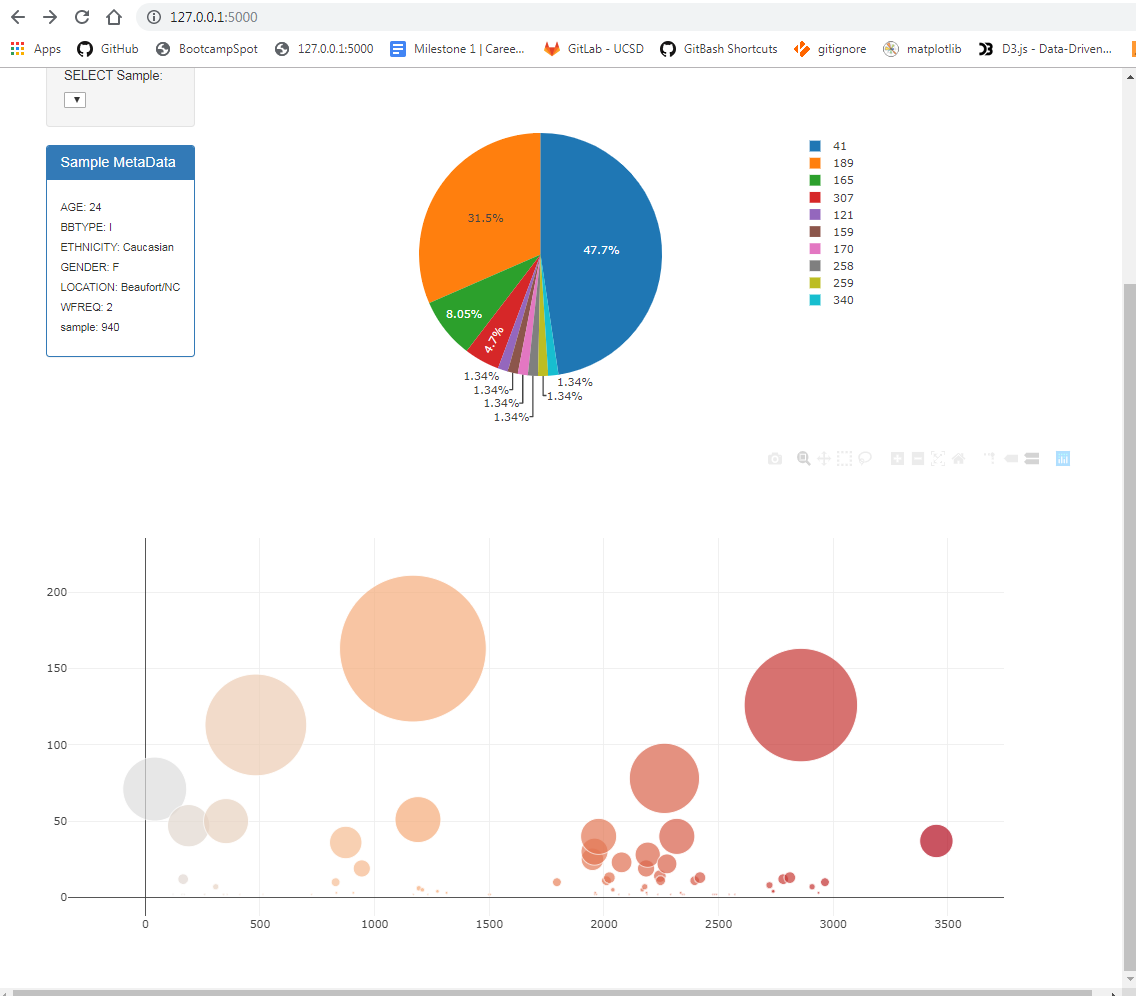 127.0.0.1:5000
Apps GitHub BootcampSpot 127.0.0.1:5000 Milestone 1 | Caree... GitLab - UCSD GitBash Shortcuts gitignore matplotlib D3.js - Data-Driven...
SELECT Sample:
Sample MetaData
AGE: 24
BBTYPE: I
ETHNICITY: Caucasian
GENDER: F
LOCATION: Beaufort/NC
WFREQ: 2
sample: 940
31.5%
47.7%
8.05%
4.7%
1.34%
1.34%
1.34%
1.34%
1.34%
1.34%
41
189
165
307
121
159
170
258
259
340
200
150
100
50
0
0 500 1000 1500 2000 2500 3000 3500